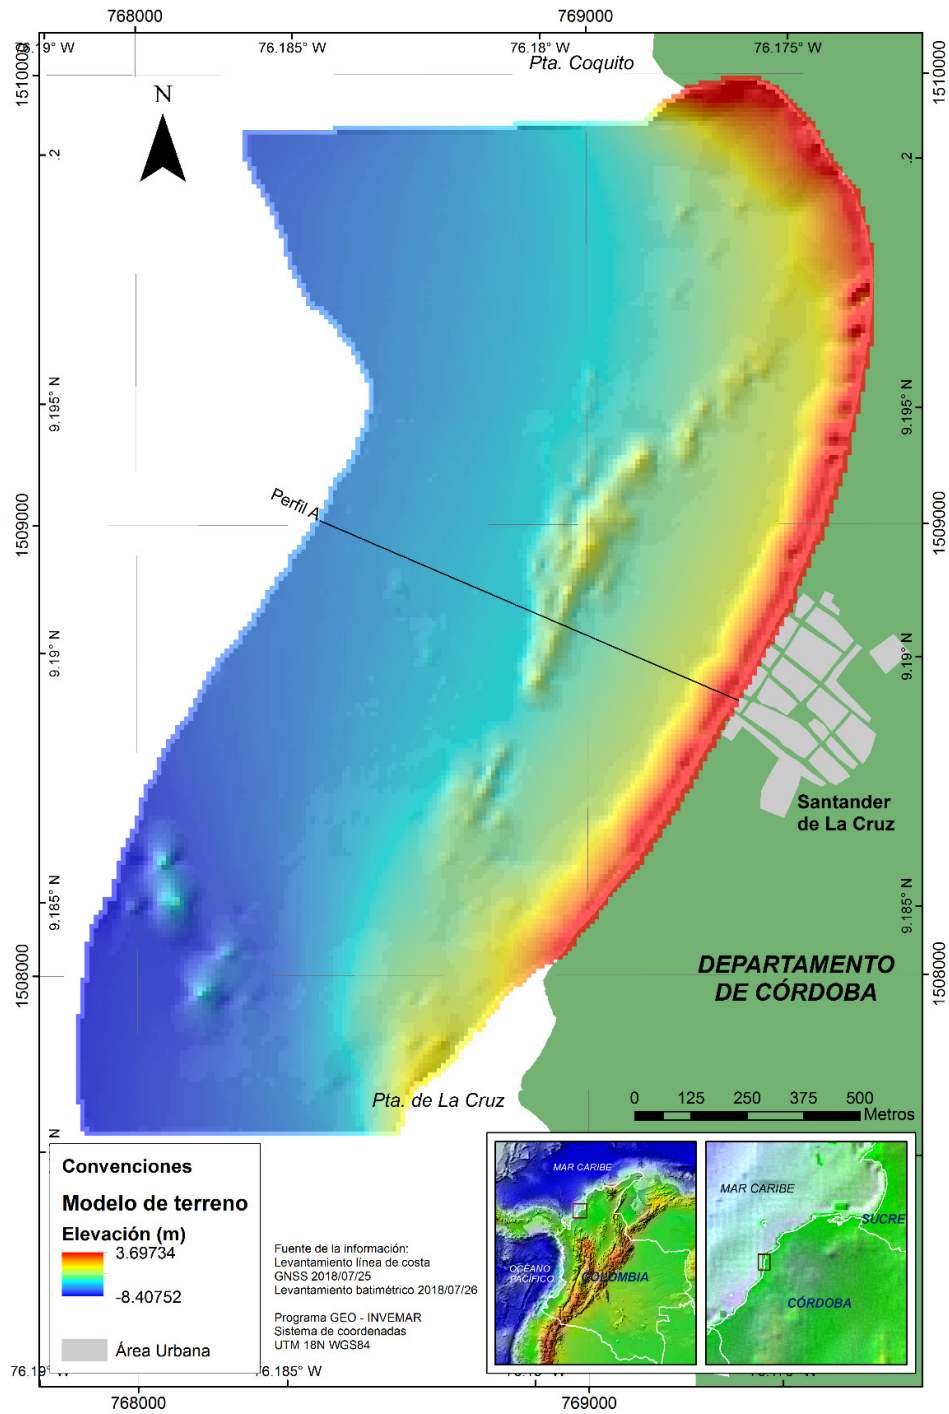 768000
769000
76.19° W
76.185° W
76.18° W
76.175° W
Pta. Coquito
1510000
1510000
N
.2
.2
9.195° N
9.195° N
Perfil A
1509000
1509000
9.19° N
9.19° N
Santander
de La Cruz
9.185° N
9.185° N
1508000
1508000
DEPARTAMENTO
DE CÓRDOBA
Pta. de La Cruz
0 125 250 375 500
Metros
N
Convenciones
Modelo de terreno
Elevación (m)
3.69734
-8.40752
Área Urbana
Fuente de la información:
Levantamiento línea de costa
GNSS 2018/07/25
Levantamiento batimétrico 2018/07/26
Programa GEO - INVEMAR
Sistema de coordenadas
UTM 18N WGS84
MAR CARIBE
OCÉANO
PACÍFICO
COLOMBIA
MAR CARIBE
SUCRE
CÓRDOBA
76.19°
76.185° W
768000
769000